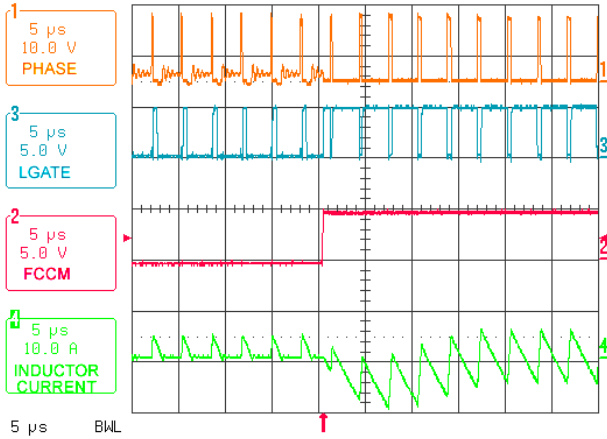 1
5 µs
10.0 V
PHASE
1
3
5 µs
5.0 V
LGATE
3
2
5 µs
5.0 V
FCCM
2
4
5 µs
10.0 A
INDUCTOR
CURRENT
4
5 µs BWL